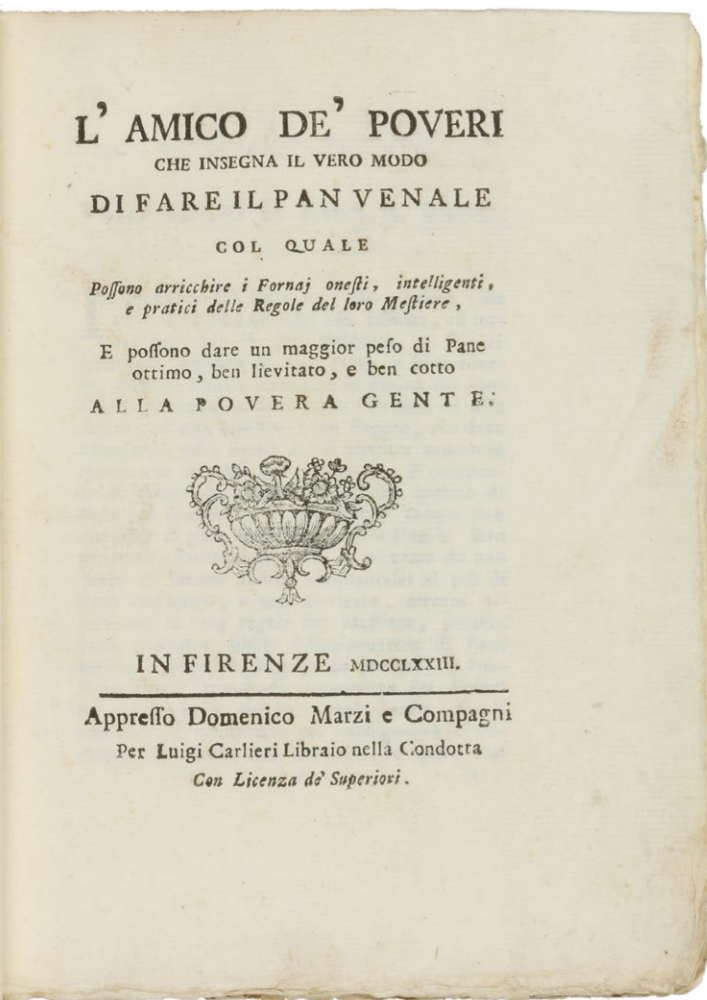 L' AMICO DE' POVERI
CHE INSEGNA IL VERO MODO
DI FARE IL PAN VENALE
COL QUALE
Poſſono arricchire i Fornaj oneſti, intelligenti,
e pratici delle Regole del loro Meſtiere,
E poſſono dare un maggior peſo di Pane
ottimo, ben lievitato, e ben cotto
ALLA POVERA GENTE.
IN FIRENZE MDCCLXXIII.
Appreſſo Domenico Marzi e Compagni
Per Luigi Carlieri Libraio nella Condotta
Con Licenza de' Superiori.